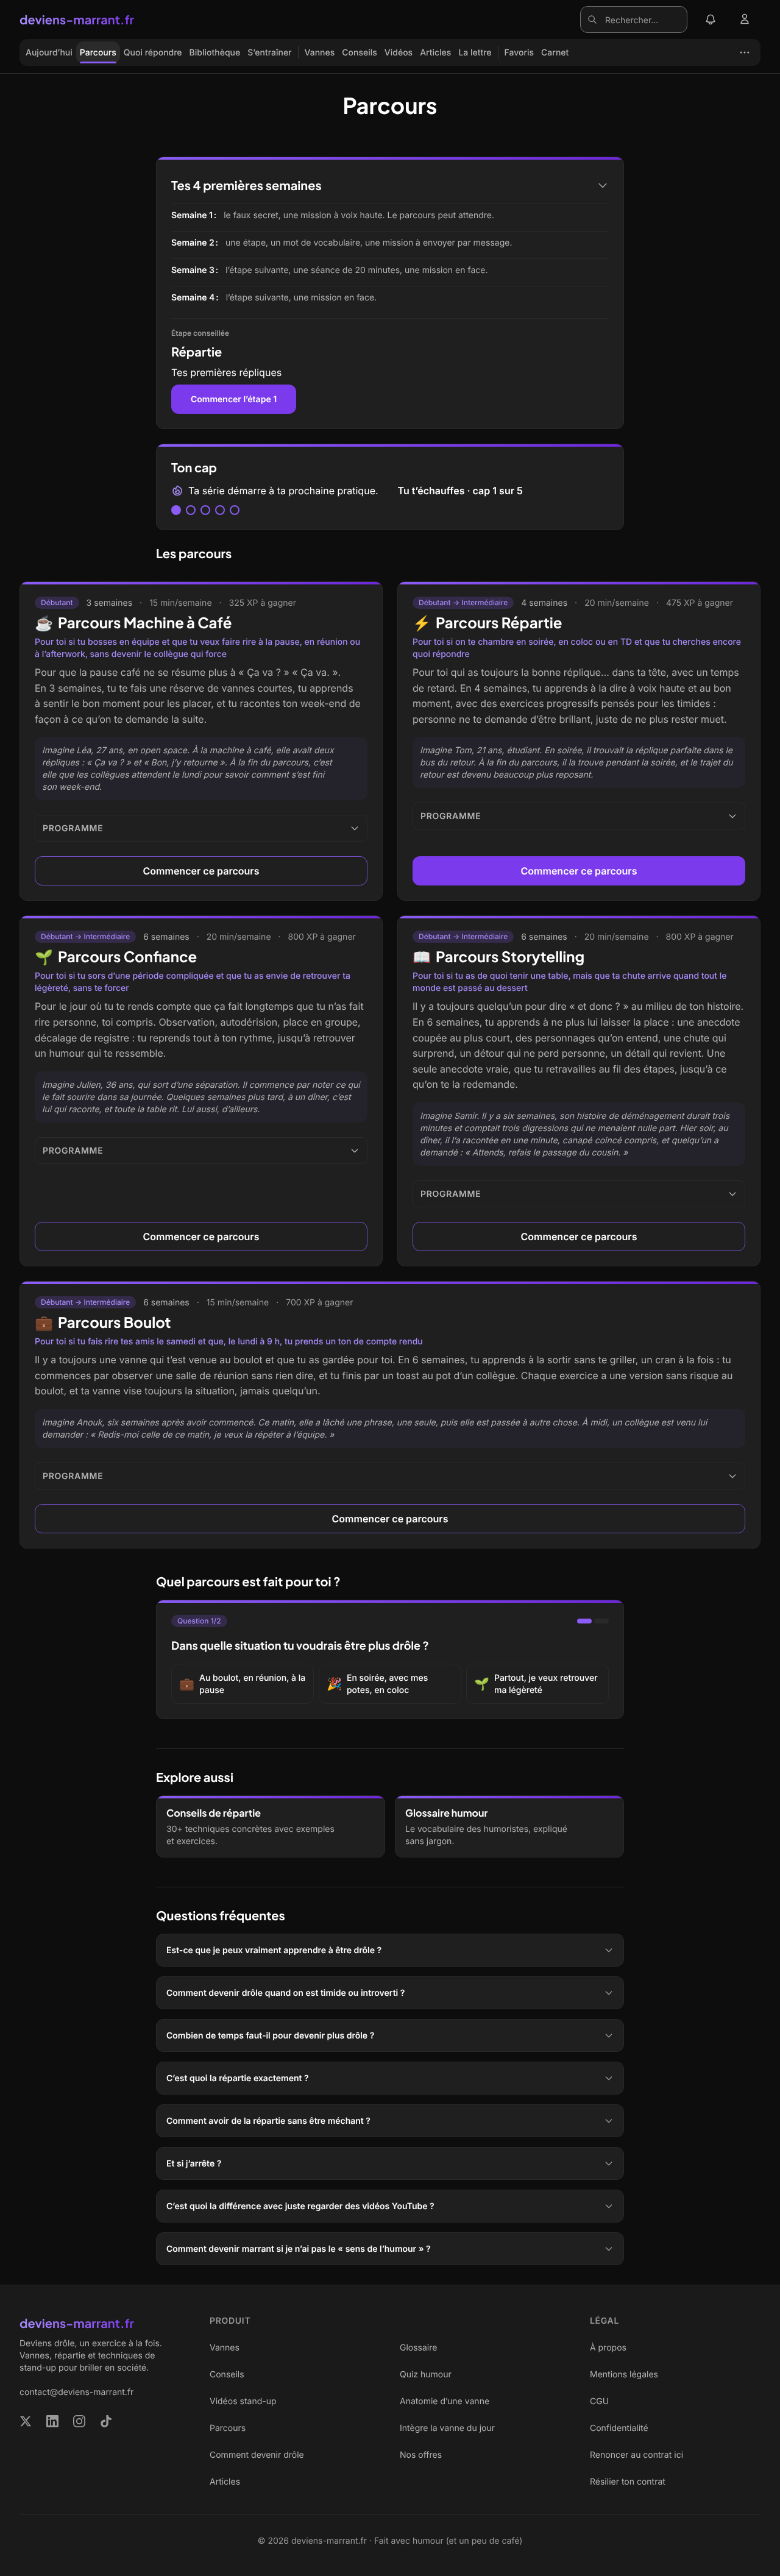 deviens-marrant.fr
Rechercher...
Aujourd'hui Parcours Quoi répondre Bibliothèque S'entraîner Vannes Conseils Vidéos Articles La lettre Favoris Carnet
Parcours
Tes 4 premières semaines
Semaine 1 : le faux secret, une mission à voix haute. Le parcours peut attendre.
Semaine 2 : une étape, un mot de vocabulaire, une mission à envoyer par message.
Semaine 3 : l'étape suivante, une séance de 20 minutes, une mission en face.
Semaine 4 : l'étape suivante, une mission en face.
Étape conseillée
Répartie
Tes premières répliques
Commencer l'étape 1
Ton cap
Ta série démarre à ta prochaine pratique. Tu t'échauffes · cap 1 sur 5
Les parcours
Débutant 3 semaines · 15 min/semaine · 325 XP à gagner
☕ Parcours Machine à Café
Pour toi si tu bosses en équipe et que tu veux faire rire à la pause, en réunion ou
à l'afterwork, sans devenir le collègue qui force
Pour que la pause café ne se résume plus à « Ça va ? » « Ça va. ».
En 3 semaines, tu te fais une réserve de vannes courtes, tu apprends
à sentir le bon moment pour les placer, et tu racontes ton week-end de
façon à ce qu'on te demande la suite.
Imagine Léa, 27 ans, en open space. À la machine à café, elle avait deux
répliques : « Ça va ? » et « Bon, j'y retourne ». À la fin du parcours, c'est
elle que les collègues attendent le lundi pour savoir comment s'est fini
son week-end.
PROGRAMME
Commencer ce parcours
Débutant → Intermédiaire 4 semaines · 20 min/semaine · 475 XP à gagner
⚡ Parcours Répartie
Pour toi si on te chambre en soirée, en coloc ou en TD et que tu cherches encore
quoi répondre
Pour toi qui as toujours la bonne réplique… dans ta tête, avec un temps
de retard. En 4 semaines, tu apprends à la dire à voix haute et au bon
moment, avec des exercices progressifs pensés pour les timides :
personne ne te demande d'être brillant, juste de ne plus rester muet.
Imagine Tom, 21 ans, étudiant. En soirée, il trouvait la réplique parfaite dans le
bus du retour. À la fin du parcours, il la trouve pendant la soirée, et le trajet du
retour est devenu beaucoup plus reposant.
PROGRAMME
Commencer ce parcours
Débutant → Intermédiaire 6 semaines · 20 min/semaine · 800 XP à gagner
🌱 Parcours Confiance
Pour toi si tu sors d'une période compliquée et que tu as envie de retrouver ta
légèreté, sans te forcer
Pour le jour où tu te rends compte que ça fait longtemps que tu n'as fait
rire personne, toi compris. Observation, autodérision, place en groupe,
décalage de registre : tu reprends tout à ton rythme, jusqu'à retrouver
un humour qui te ressemble.
Imagine Julien, 36 ans, qui sort d'une séparation. Il commence par noter ce qui
le fait sourire dans sa journée. Quelques semaines plus tard, à un dîner, c'est
lui qui raconte, et toute la table rit. Lui aussi, d'ailleurs.
PROGRAMME
Commencer ce parcours
Débutant → Intermédiaire 6 semaines · 20 min/semaine · 800 XP à gagner
📖 Parcours Storytelling
Pour toi si tu as de quoi tenir une table, mais que ta chute arrive quand tout le
monde est passé au dessert
Il y a toujours quelqu'un pour dire « et donc ? » au milieu de ton histoire.
En 6 semaines, tu apprends à ne plus lui laisser la place : une anecdote
coupée au plus court, des personnages qu'on entend, une chute qui
surprend, un détour qui ne perd personne, un détail qui revient. Une
seule anecdote vraie, que tu retravailles au fil des étapes, jusqu'à ce
qu'on te la redemande.
Imagine Samir. Il y a six semaines, son histoire de déménagement durait trois
minutes et comptait trois digressions qui ne menaient nulle part. Hier soir, au
dîner, il l'a racontée en une minute, canapé coincé compris, et quelqu'un a
demandé : « Attends, refais le passage du cousin. »
PROGRAMME
Commencer ce parcours
Débutant → Intermédiaire 6 semaines · 15 min/semaine · 700 XP à gagner
💼 Parcours Boulot
Pour toi si tu fais rire tes amis le samedi et que, le lundi à 9 h, tu prends un ton de compte rendu
Il y a toujours une vanne qui t'est venue au boulot et que tu as gardée pour toi. En 6 semaines, tu apprends à la sortir sans te griller, un cran à la fois : tu
commences par observer une salle de réunion sans rien dire, et tu finis par un toast au pot d'un collègue. Chaque exercice a une version sans risque au
boulot, et ta vanne vise toujours la situation, jamais quelqu'un.
Imagine Anouk, six semaines après avoir commencé. Ce matin, elle a lâché une phrase, une seule, puis elle est passée à autre chose. À midi, un collègue est venu lui
demander : « Redis-moi celle de ce matin, je veux la répéter à l'équipe. »
PROGRAMME
Commencer ce parcours
Quel parcours est fait pour toi ?
Question 1/2
Dans quelle situation tu voudrais être plus drôle ?
💼 Au boulot, en réunion, à la
pause
🎉 En soirée, avec mes
potes, en coloc
🌱 Partout, je veux retrouver
ma légèreté
Explore aussi
Conseils de répartie
30+ techniques concrètes avec exemples
et exercices.
Glossaire humour
Le vocabulaire des humoristes, expliqué
sans jargon.
Questions fréquentes
Est-ce que je peux vraiment apprendre à être drôle ?
Comment devenir drôle quand on est timide ou introverti ?
Combien de temps faut-il pour devenir plus drôle ?
C'est quoi la répartie exactement ?
Comment avoir de la répartie sans être méchant ?
Et si j'arrête ?
C'est quoi la différence avec juste regarder des vidéos YouTube ?
Comment devenir marrant si je n'ai pas le « sens de l'humour » ?
deviens-marrant.fr
Deviens drôle, un exercice à la fois.
Vannes, répartie et techniques de
stand-up pour briller en société.
contact@deviens-marrant.fr
PRODUIT
Vannes
Conseils
Vidéos stand-up
Parcours
Comment devenir drôle
Articles
Glossaire
Quiz humour
Anatomie d'une vanne
Intègre la vanne du jour
Nos offres
LÉGAL
À propos
Mentions légales
CGU
Confidentialité
Renoncer au contrat ici
Résilier ton contrat
© 2026 deviens-marrant.fr · Fait avec humour (et un peu de café)